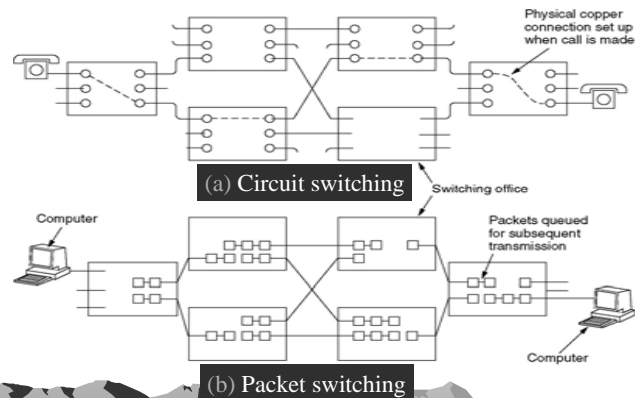 Physical copper
connection set up
when call is made
(a) Circuit switching
Switching office
Computer
Packets queued
for subsequent
transmission
Computer
(b) Packet switching